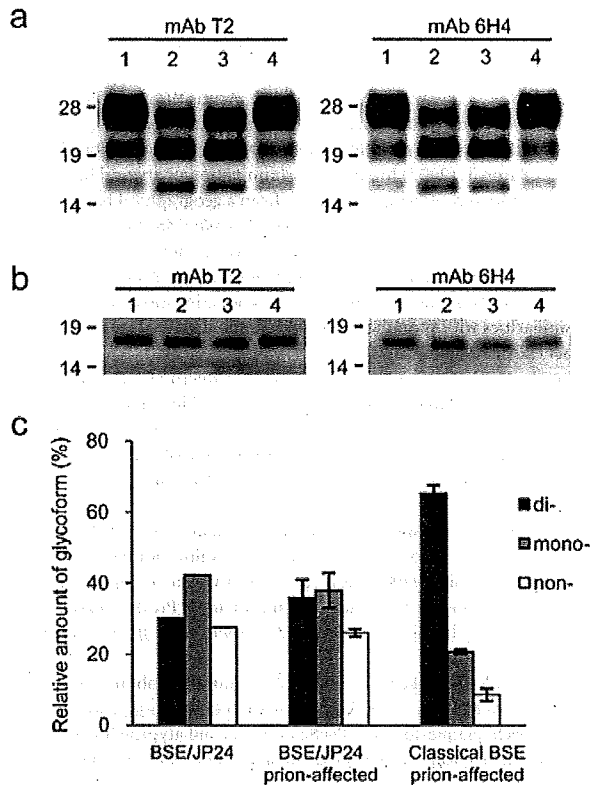 a
mAb T2 mAb 6H4
1 2 3 4 1 2 3 4
28 28
19 19
14 14
b
mAb T2 mAb 6H4
1 2 3 4 1 2 3 4
19 19
14 14
c
Relative amount of glycoform (%)
80
60
40
20
0
di-
mono-
non-
BSE/JP24 BSE/JP24 Classical BSE
prion-affected prion-affected